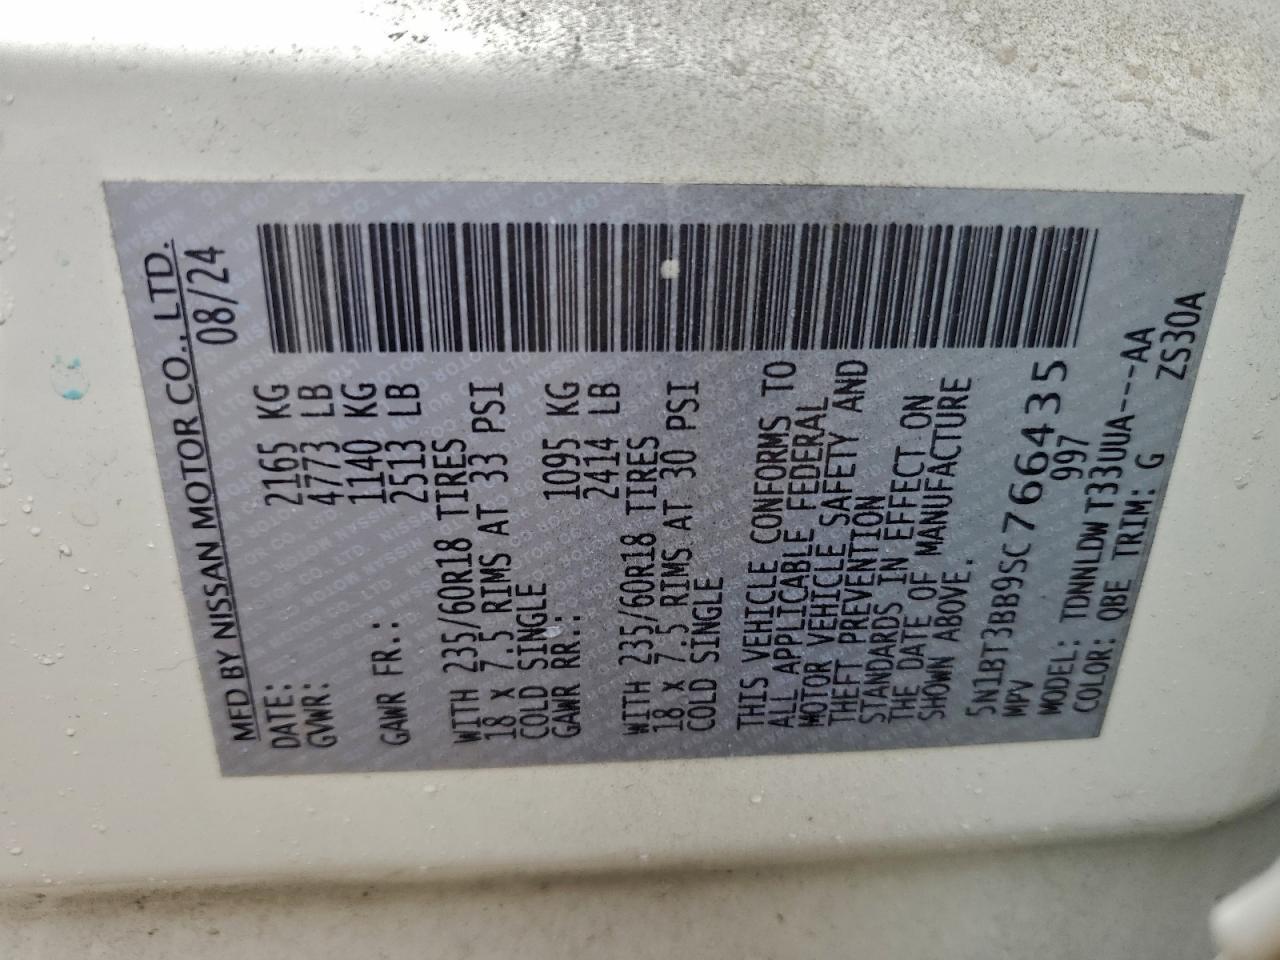 MFD BY NISSAN MOTOR CO., LTD.
DATE: 08/24
GVWR: 2165 KG
4773 LB
GAWR FR.: 1140 KG
2513 LB
WITH 235/60R18 TIRES
18 x 7.5 RIMS AT 33 PSI
COLD SINGLE
GAWR RR.: 1095 KG
2414 LB
WITH 235/60R18 TIRES
18 x 7.5 RIMS AT 30 PSI
COLD SINGLE
THIS VEHICLE CONFORMS TO
ALL APPLICABLE FEDERAL
MOTOR VEHICLE SAFETY AND
THEFT PREVENTION
STANDARDS IN EFFECT ON
THE DATE OF MANUFACTURE
SHOWN ABOVE.
5N1BT3BB9SC766435
MPV 997
MODEL: TDNNLDWT33UUA---AA
COLOR: QBE TRIM: G ZS30A